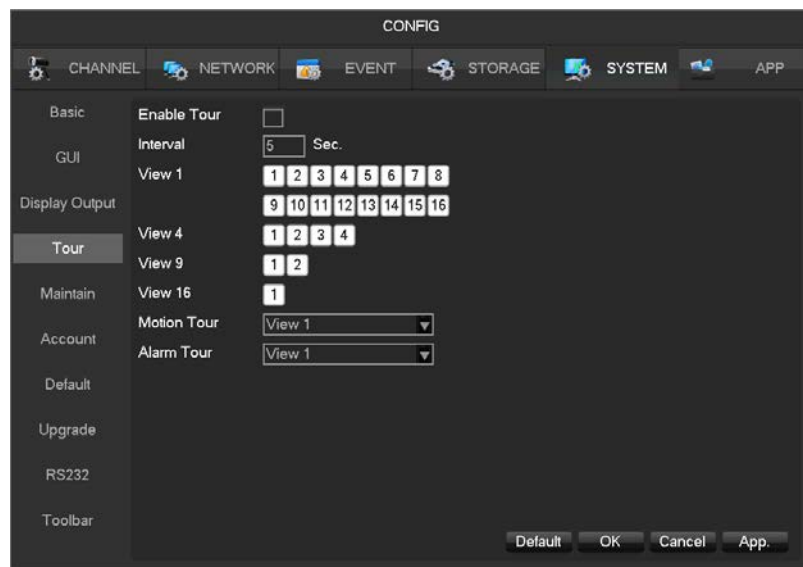 CONFIG
CHANNEL NETWORK EVENT STORAGE SYSTEM APP
Basic
GUI
Display Output
Tour
Maintain
Account
Default
Upgrade
RS232
Toolbar
Enable Tour
Interval 5 Sec.
View 1 1 2 3 4 5 6 7 8
9 10 11 12 13 14 15 16
View 4 1 2 3 4
View 9 1 2
View 16 1
Motion Tour View 1
Alarm Tour View 1
Default OK Cancel App.